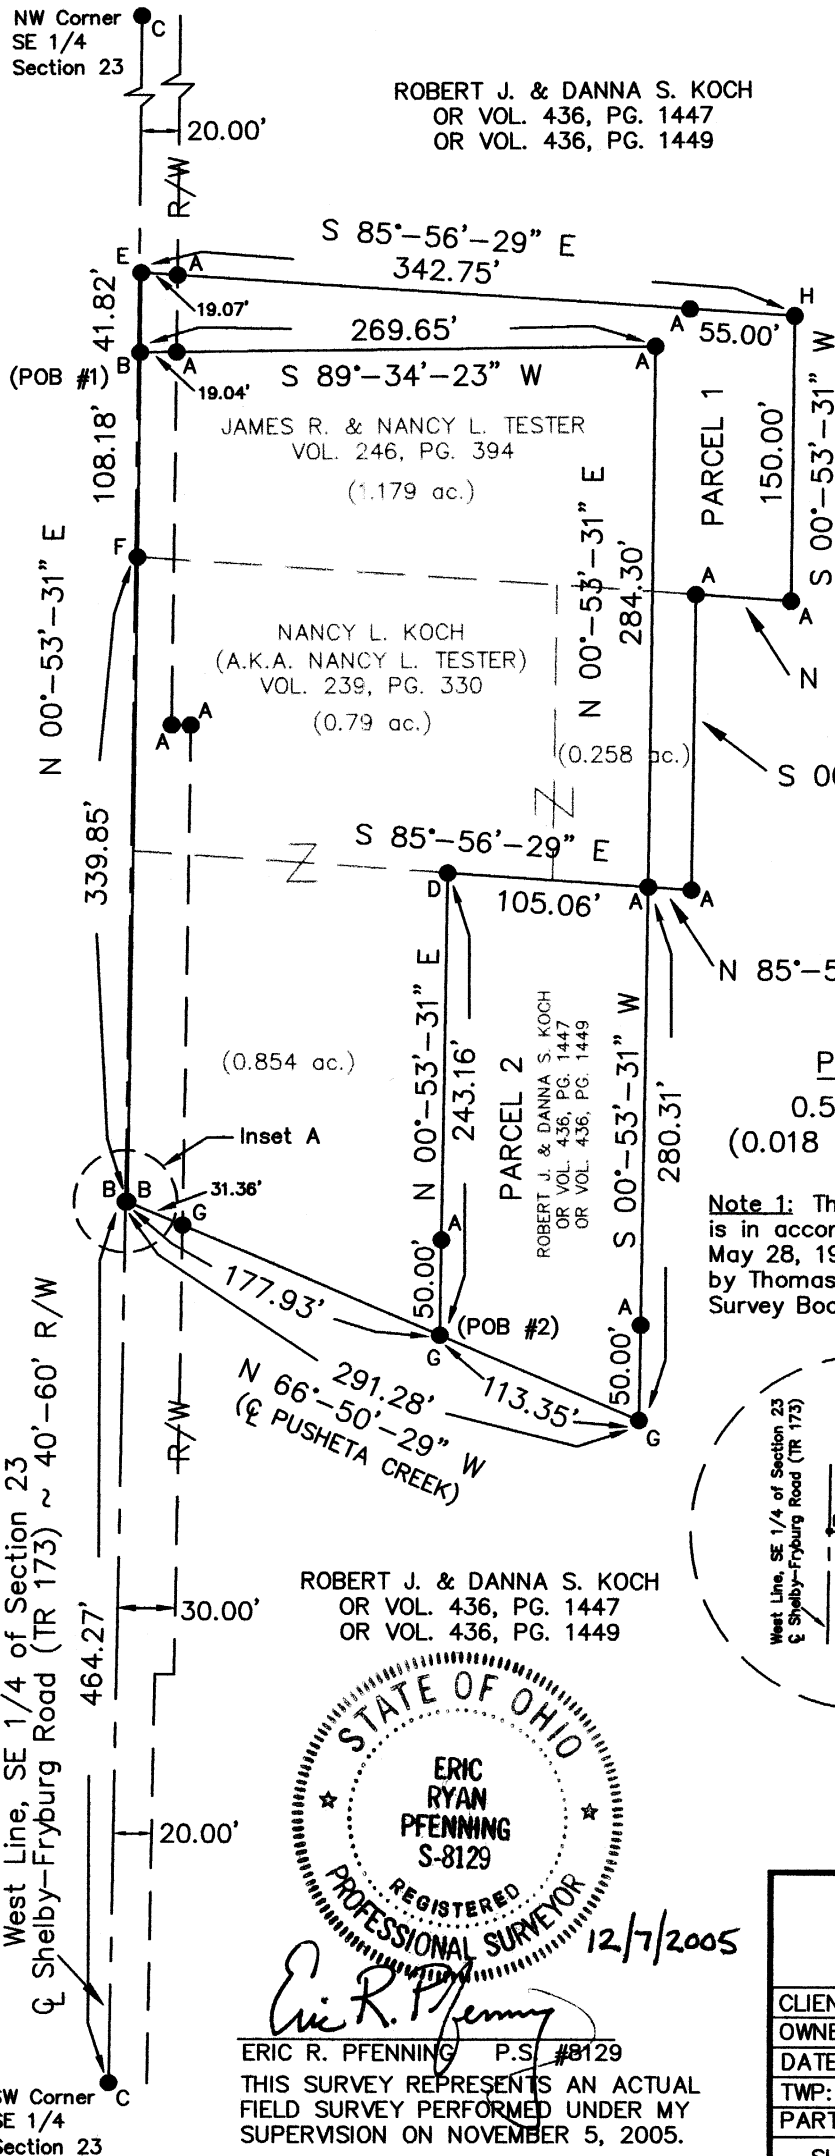 NW Corner
SE 1/4
Section 23
C
20.00'
R/W
ROBERT J. & DANNA S. KOCH
OR VOL. 436, PG. 1447
OR VOL. 436, PG. 1449
S 85°-56'-29" E
342.75'
E
A
19.07'
41.82'
H
A
55.00'
269.65'
B
A
(POB #1)
19.04'
S 89°-34'-23" W
A
JAMES R. & NANCY L. TESTER
VOL. 246, PG. 394
(1.179 ac.)
108.18'
PARCEL 1
150.00'
S 00°-53'-31" W
N 00°-53'-31" E
284.30'
F
N 00°-53'-31" E
A
A
N
NANCY L. KOCH
(A.K.A. NANCY L. TESTER)
VOL. 239, PG. 330
(0.79 ac.)
A
A
(0.258 ac.)
S 00
339.85'
S 85°-56'-29" E
D
105.06'
A
A
N 85°-5
N 00°-53'-31" E
243.16'
PARCEL 2
ROBERT J. & DANNA S. KOCH
OR VOL. 436, PG. 1447
OR VOL. 436, PG. 1449
S 00°-53'-31" W
280.31'
(0.854 ac.)
P
0.5
(0.018
Inset A
B
B
31.36'
G
A
50.00'
Note 1: Th
is in accor
May 28, 19
by Thomas
Survey Boo
177.93'
(POB #2)
G
A
50.00'
291.28'
113.35'
G
N 66°-50'-29" W
(℄ PUSHETA CREEK)
R/W
West Line, SE 1/4 of Section 23
℄ Shelby-Fryburg Road (TR 173) ~ 40'-60' R/W
West Line, SE 1/4 of Section 23
℄ Shelby-Fryburg Road (TR 173)
ROBERT J. & DANNA S. KOCH
OR VOL. 436, PG. 1447
OR VOL. 436, PG. 1449
30.00'
464.27'
20.00'
STATE OF OHIO
ERIC
RYAN
PFENNING
S-8129
REGISTERED
PROFESSIONAL SURVEYOR
12/7/2005
Eric R. Pfenning
ERIC R. PFENNING P.S. #8129
THIS SURVEY REPRESENTS AN ACTUAL
FIELD SURVEY PERFORMED UNDER MY
SUPERVISION ON NOVEMBER 5, 2005.
C
SW Corner
SE 1/4
Section 23
CLIEN
OWNE
DATE
TWP:
PART